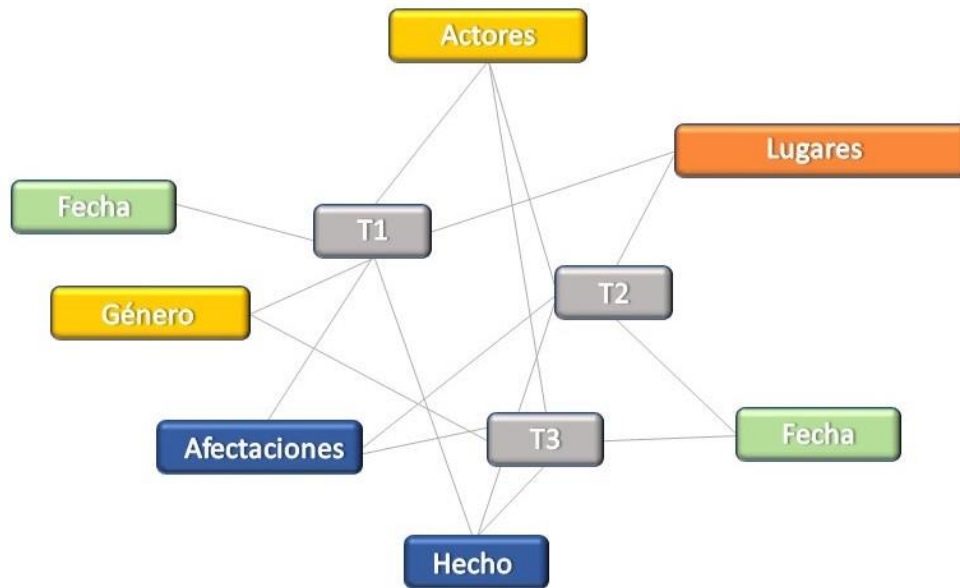 Actores
Lugares
Fecha
T1
T2
Género
Afectaciones
T3
Fecha
Hecho